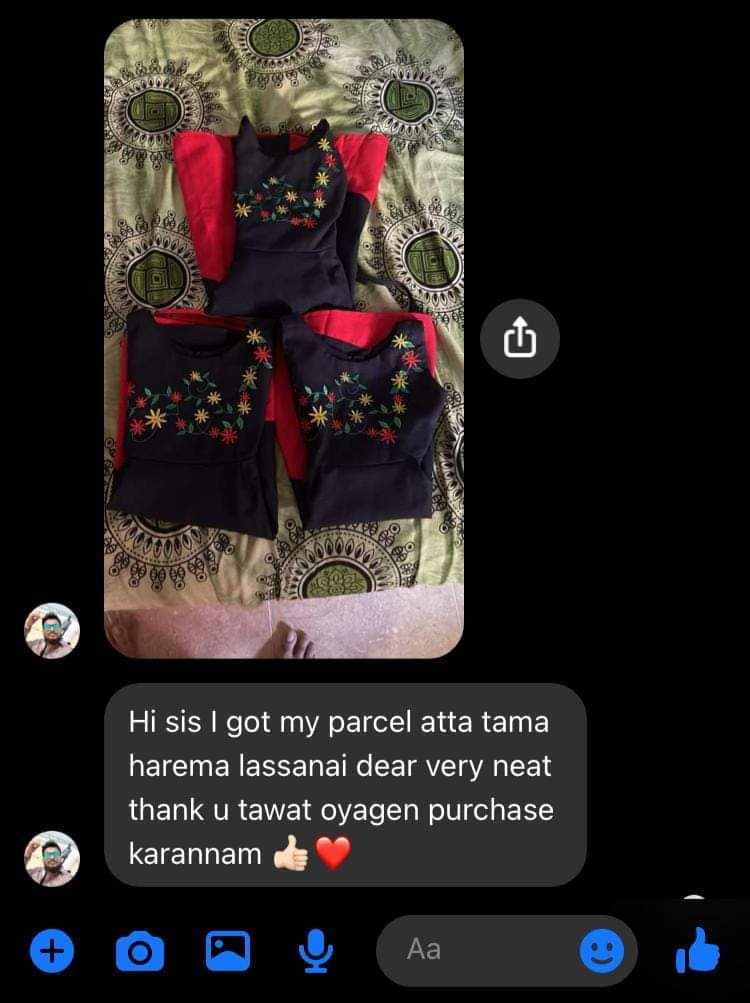 Hi sis I got my parcel atta tama
harema lassanai dear very neat
thank u tawat oyagen purchase
karannam 👍🏻❤️
Aa